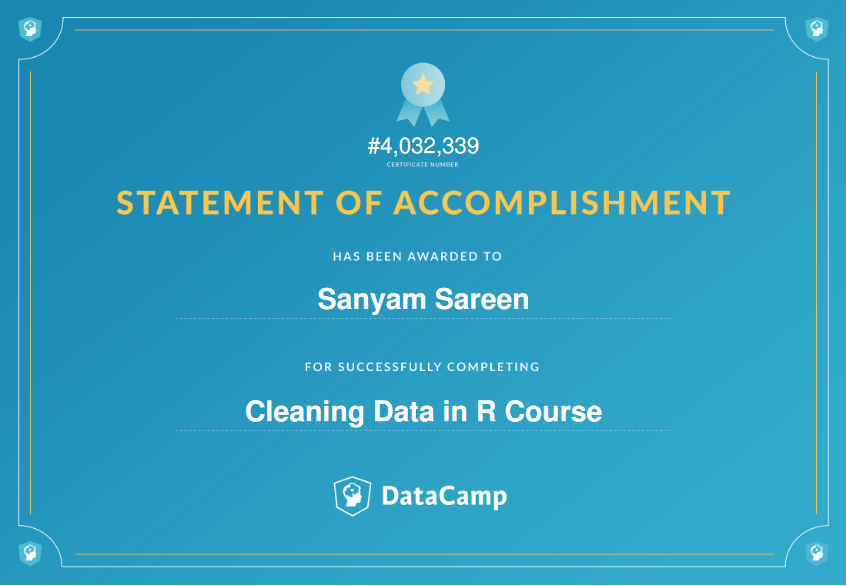 #4,032,339
CERTIFICATE NUMBER
STATEMENT OF ACCOMPLISHMENT
HAS BEEN AWARDED TO
Sanyam Sareen
FOR SUCCESSFULLY COMPLETING
Cleaning Data in R Course
DataCamp